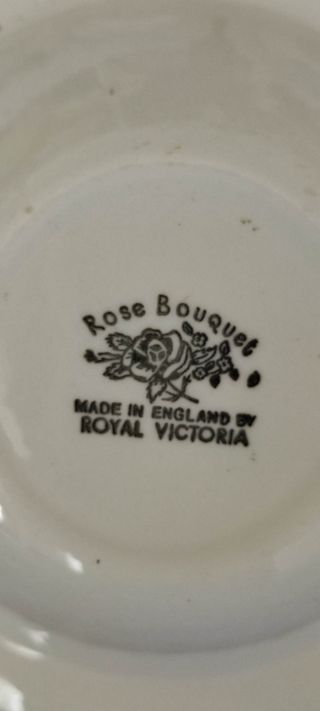 Rose Bouquet
MADE IN ENGLAND BY
ROYAL VICTORIA